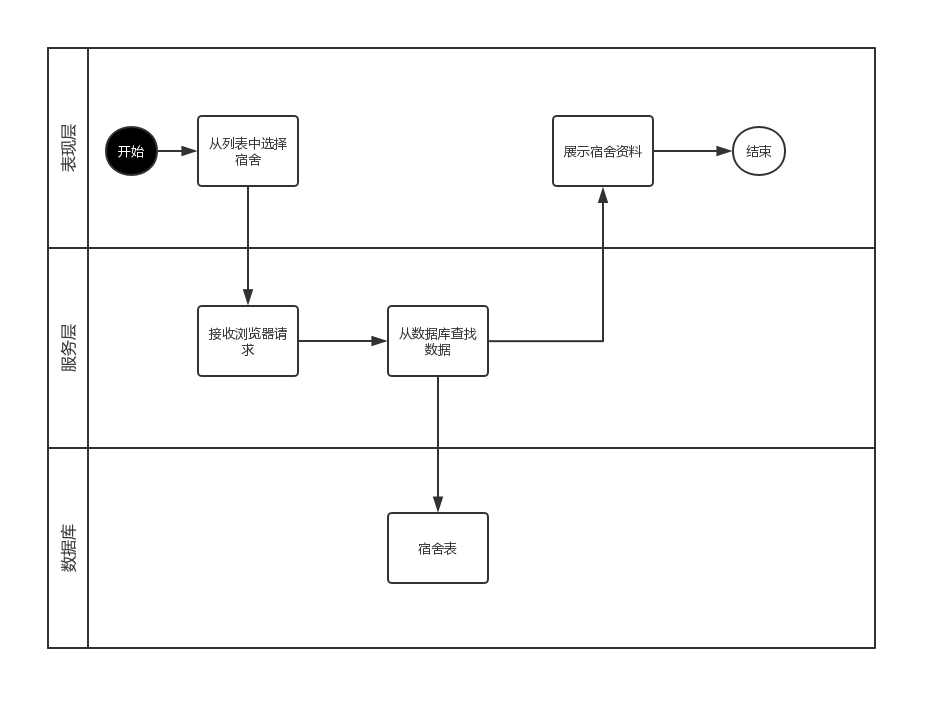 表现层
开始
从列表中选择
宿舍
展示宿舍资料
结束
服务层
接收浏览器请
求
从数据库查找
数据
数据库
宿舍表